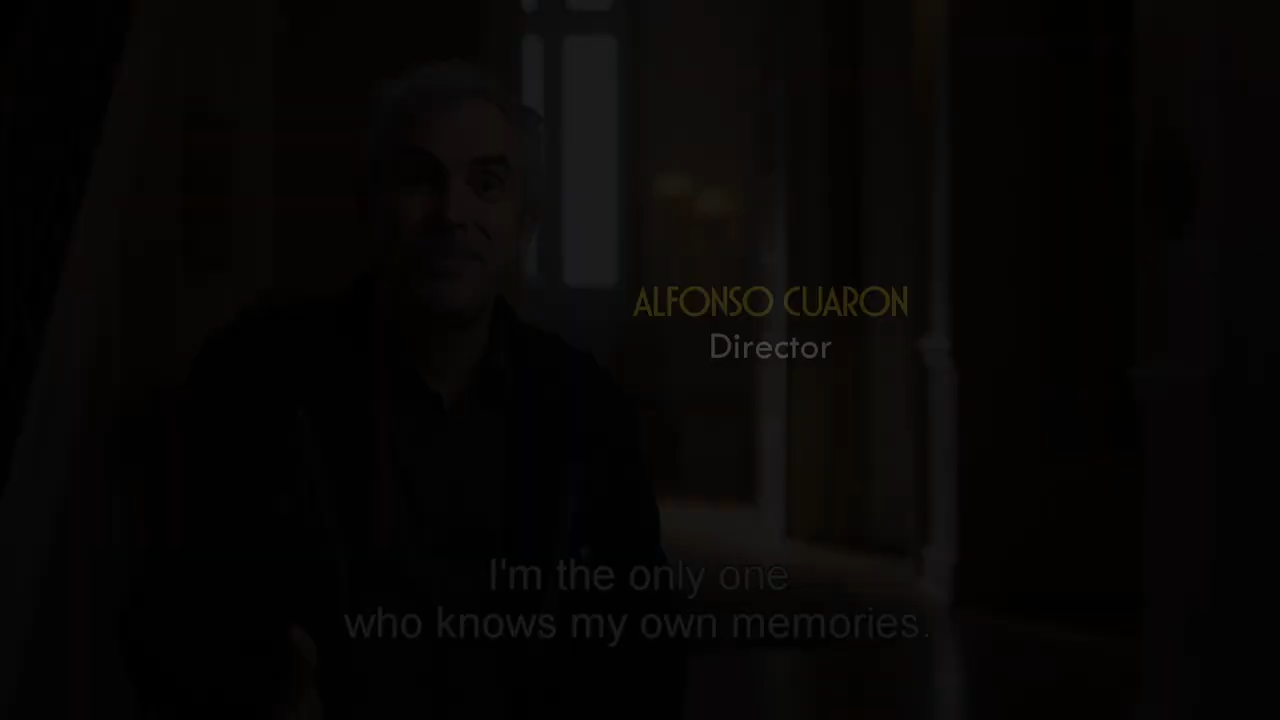 ALFONSO CUARON
Director
I'm the only one
who knows my own memories.